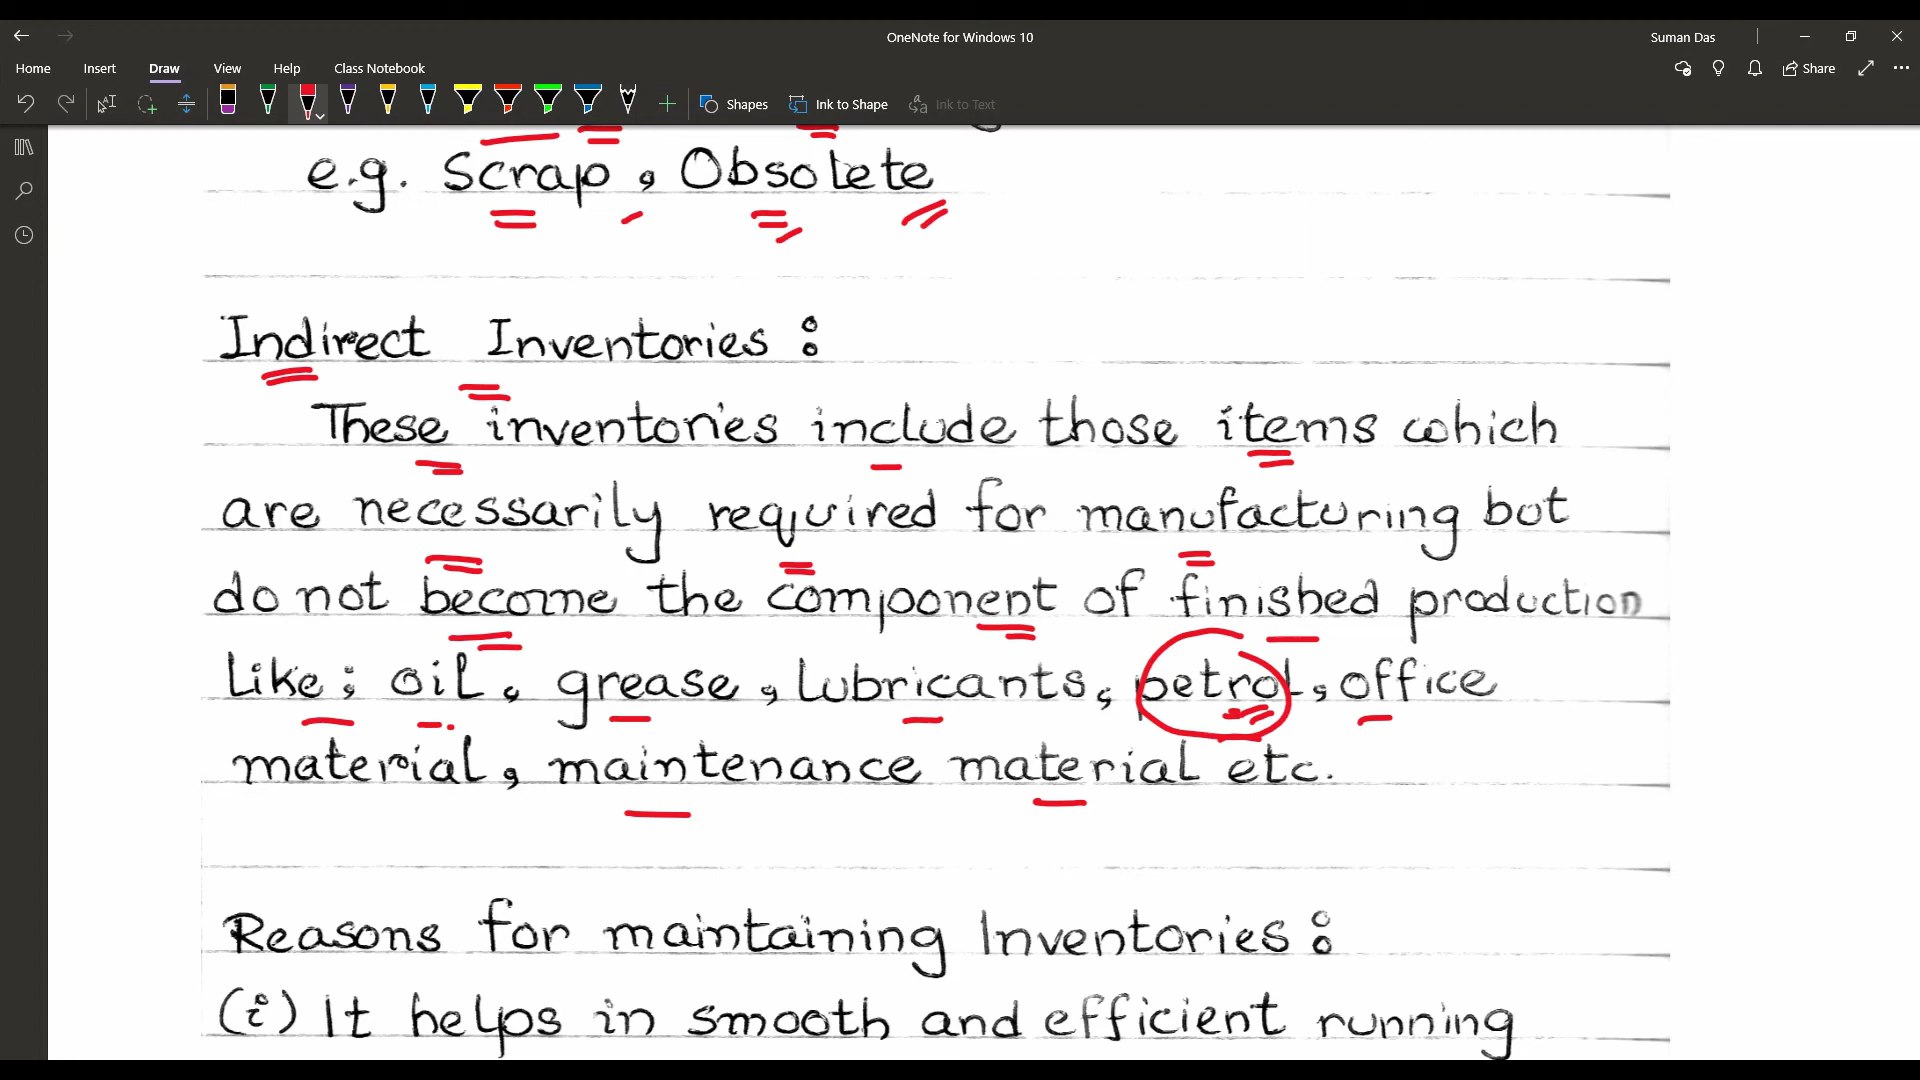 OneNote for Windows 10
Suman Das
Home Insert Draw View Help Class Notebook
Share
Shapes Ink to Shape Ink to Text
e.g. Scrap, Obsolete
Indirect Inventories:
These inventories include those items which
are necessarily required for manufacturing but
do not become the component of finished production
like; oil, grease, lubricants, petrol, office
material, maintenance material etc.
Reasons for maintaining Inventories:
(i) It helps in smooth and efficient running